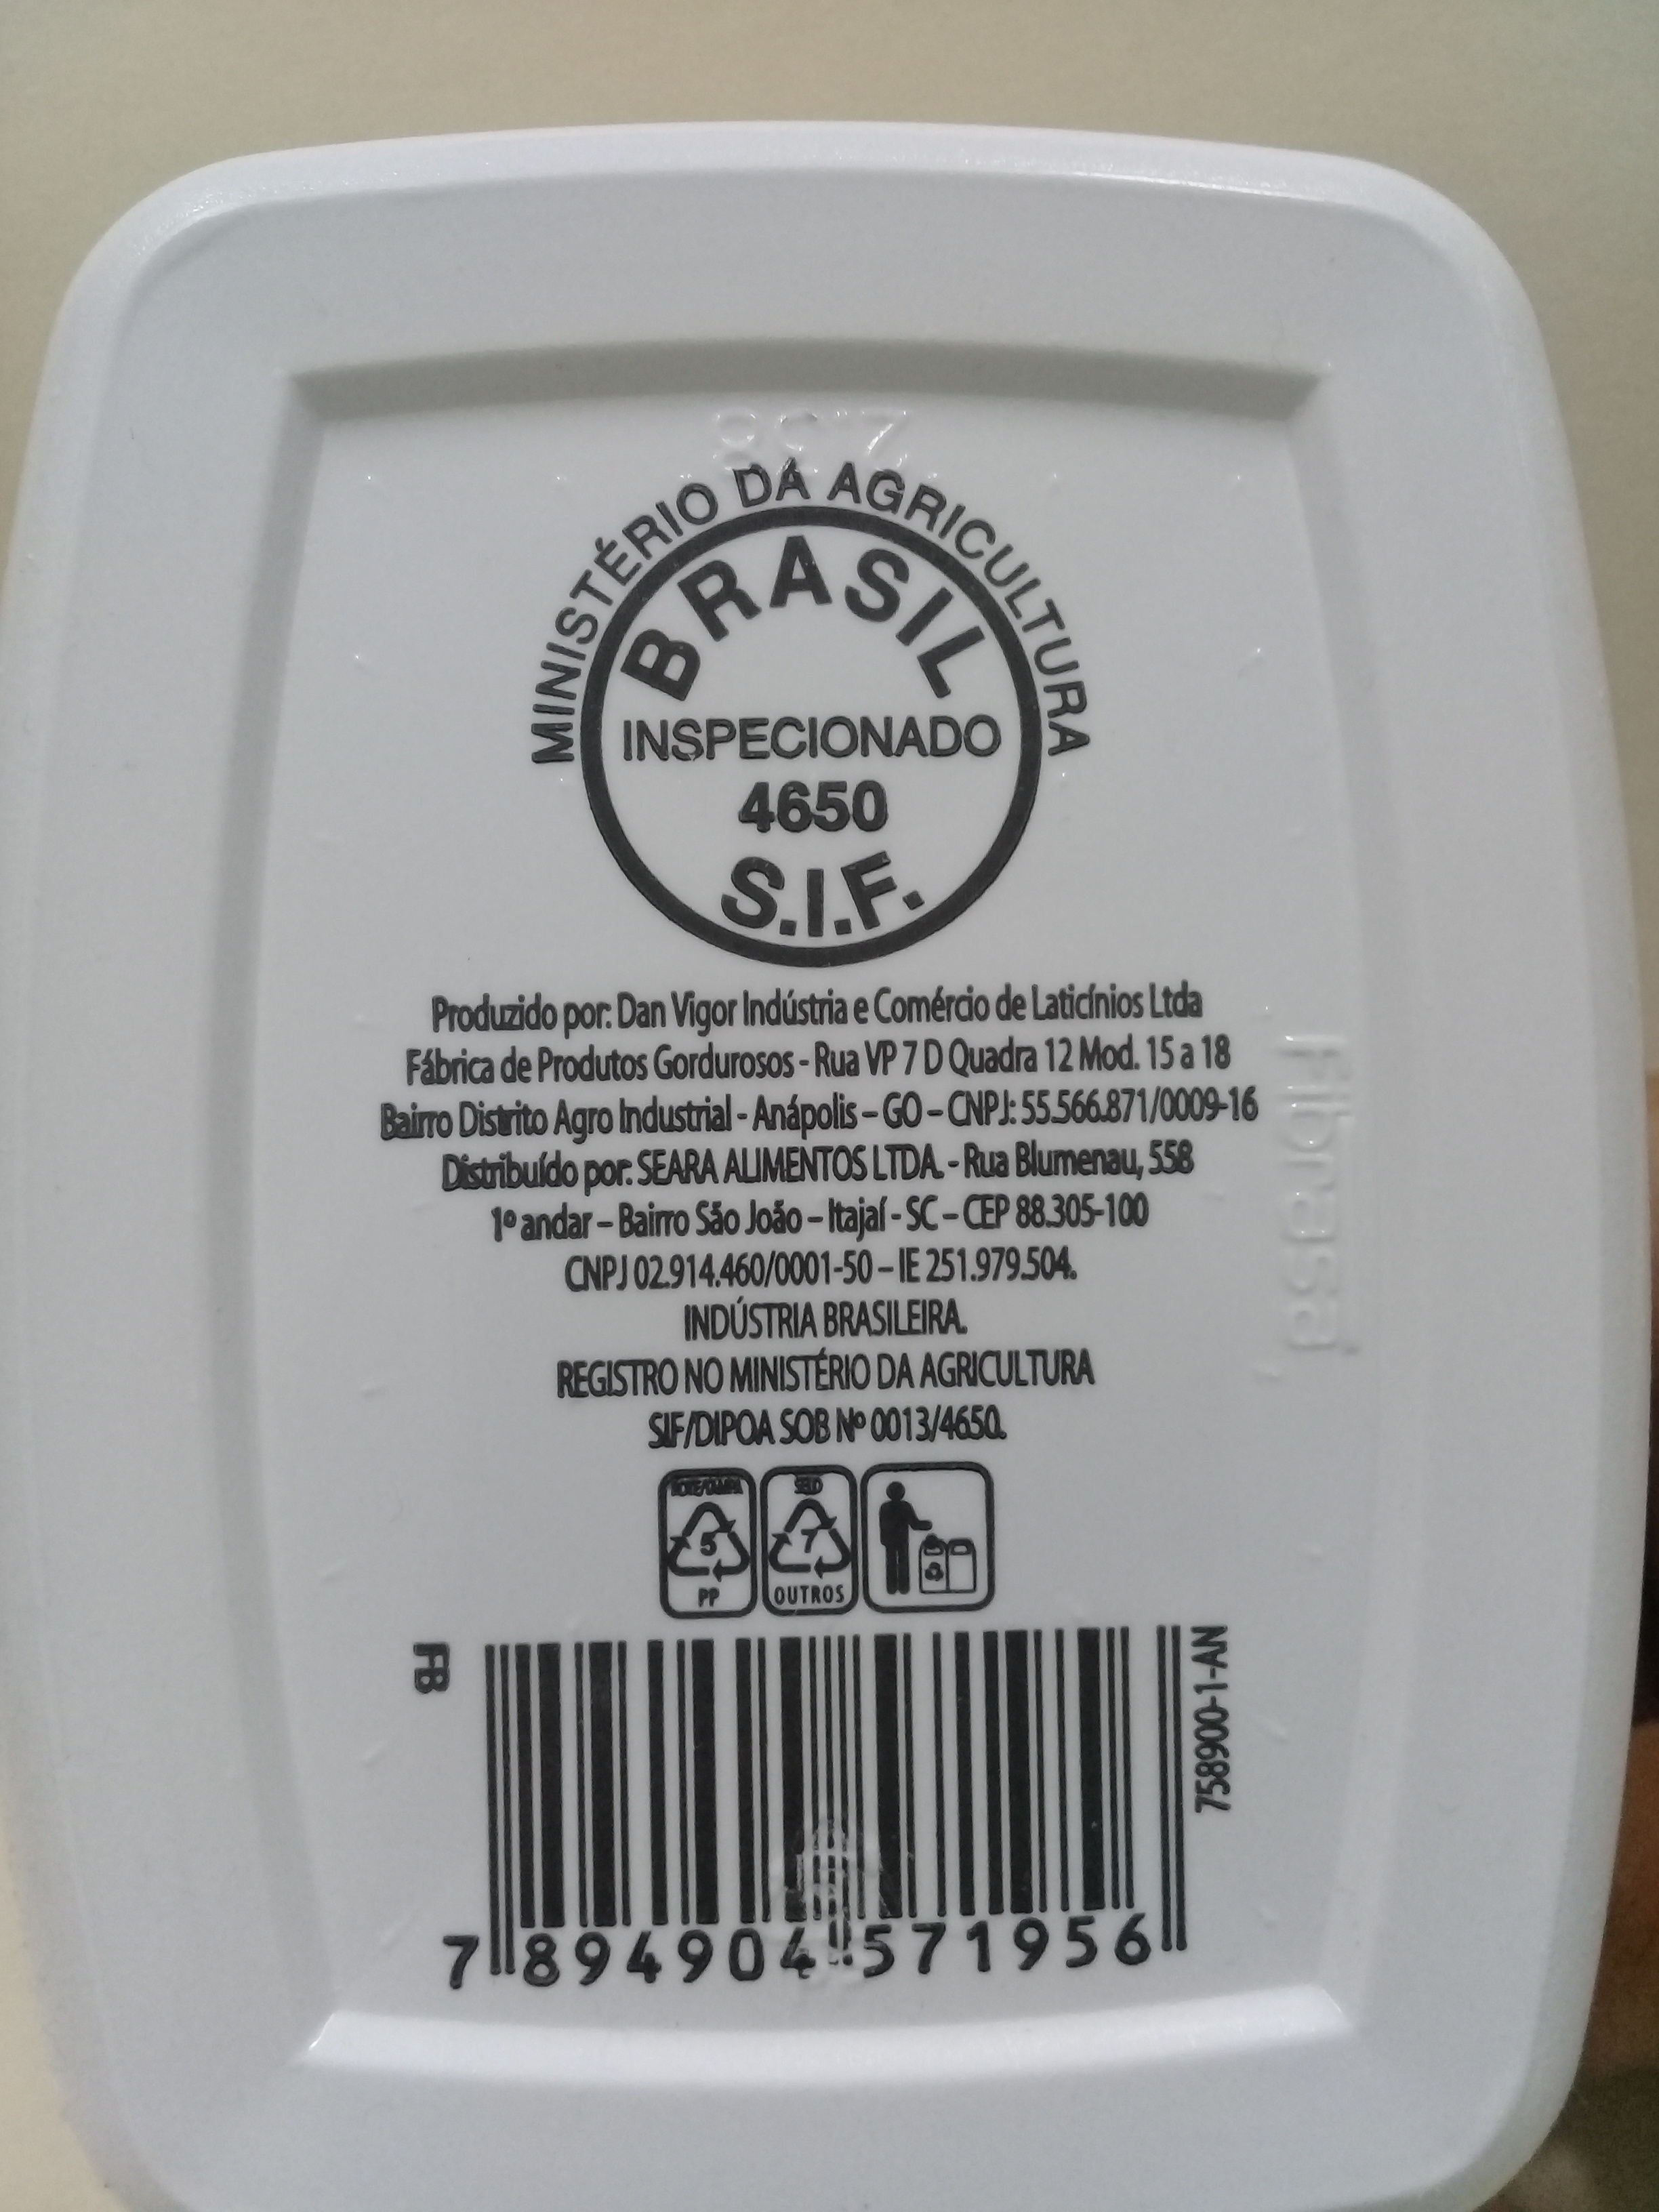 MINISTÉRIO DA AGRICULTURA
BRASIL
INSPECIONADO
4650
S.I.F.
Produzido por: Dan Vigor Indústria e Comércio de Laticínios Ltda
Fábrica de Produtos Gordurosos - Rua VP 7 D Quadra 12 Mod. 15 a 18
Bairro Distrito Agro Industrial - Anápolis – GO – CNPJ: 55.566.871/0009-16
Distribuído por: SEARA ALIMENTOS LTDA. - Rua Blumenau, 558
1º andar – Bairro São João – Itajaí - SC – CEP 88.305-100
CNPJ 02.914.460/0001-50 – IE 251.979.504.
INDÚSTRIA BRASILEIRA.
REGISTRO NO MINISTÉRIO DA AGRICULTURA
SIF/DIPOA SOB Nº 0013/4650.
Fibrasa
POTE/TAMPA
5
PP
SELO
7
OUTROS
FB
758900-1-AN
7 894904 571956